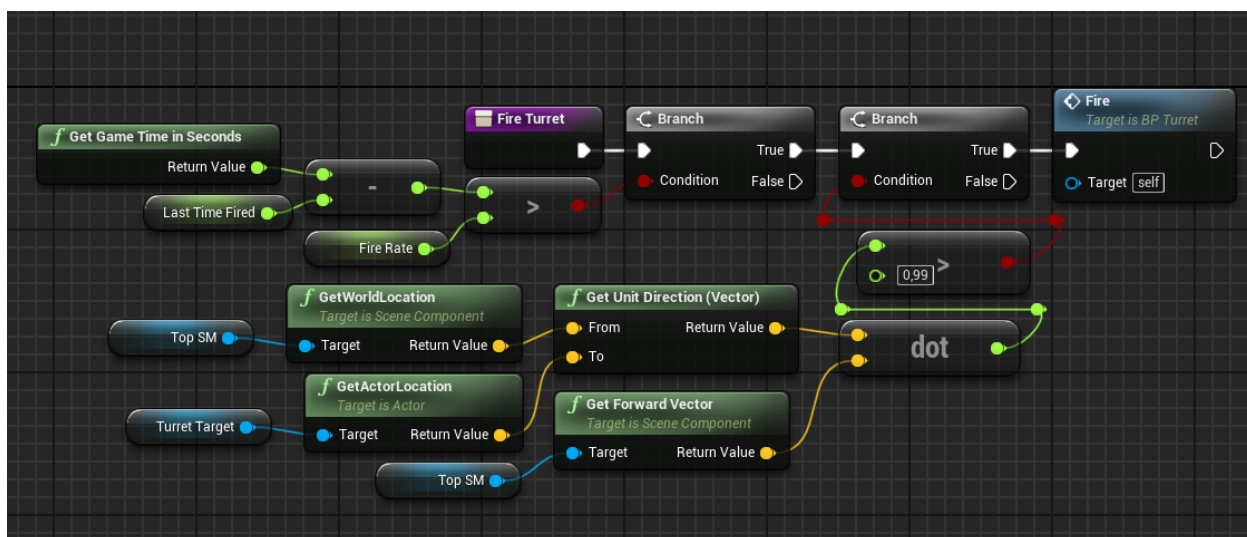 Fire
Target is BP Turret
Fire Turret
Branch
Branch
Get Game Time in Seconds
Return Value
True
True
Condition
False
Condition
False
Target self
-
Last Time Fired
>
Fire Rate
0,99 >
GetWorldLocation
Target is Scene Component
Get Unit Direction (Vector)
Top SM
Target
Return Value
From
Return Value
To
dot
GetActorLocation
Target is Actor
Turret Target
Target
Return Value
Get Forward Vector
Target is Scene Component
Target
Return Value
Top SM